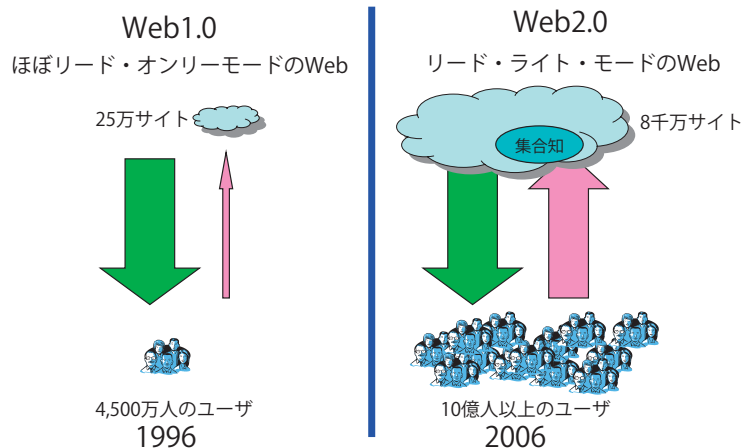 Web1.0
ほぼリード・オンリーモードのWeb
25万サイト
4,500万人のユーザ
1996
Web2.0
リード・ライト・モードのWeb
8千万サイト
集合知
10億人以上のユーザ
2006